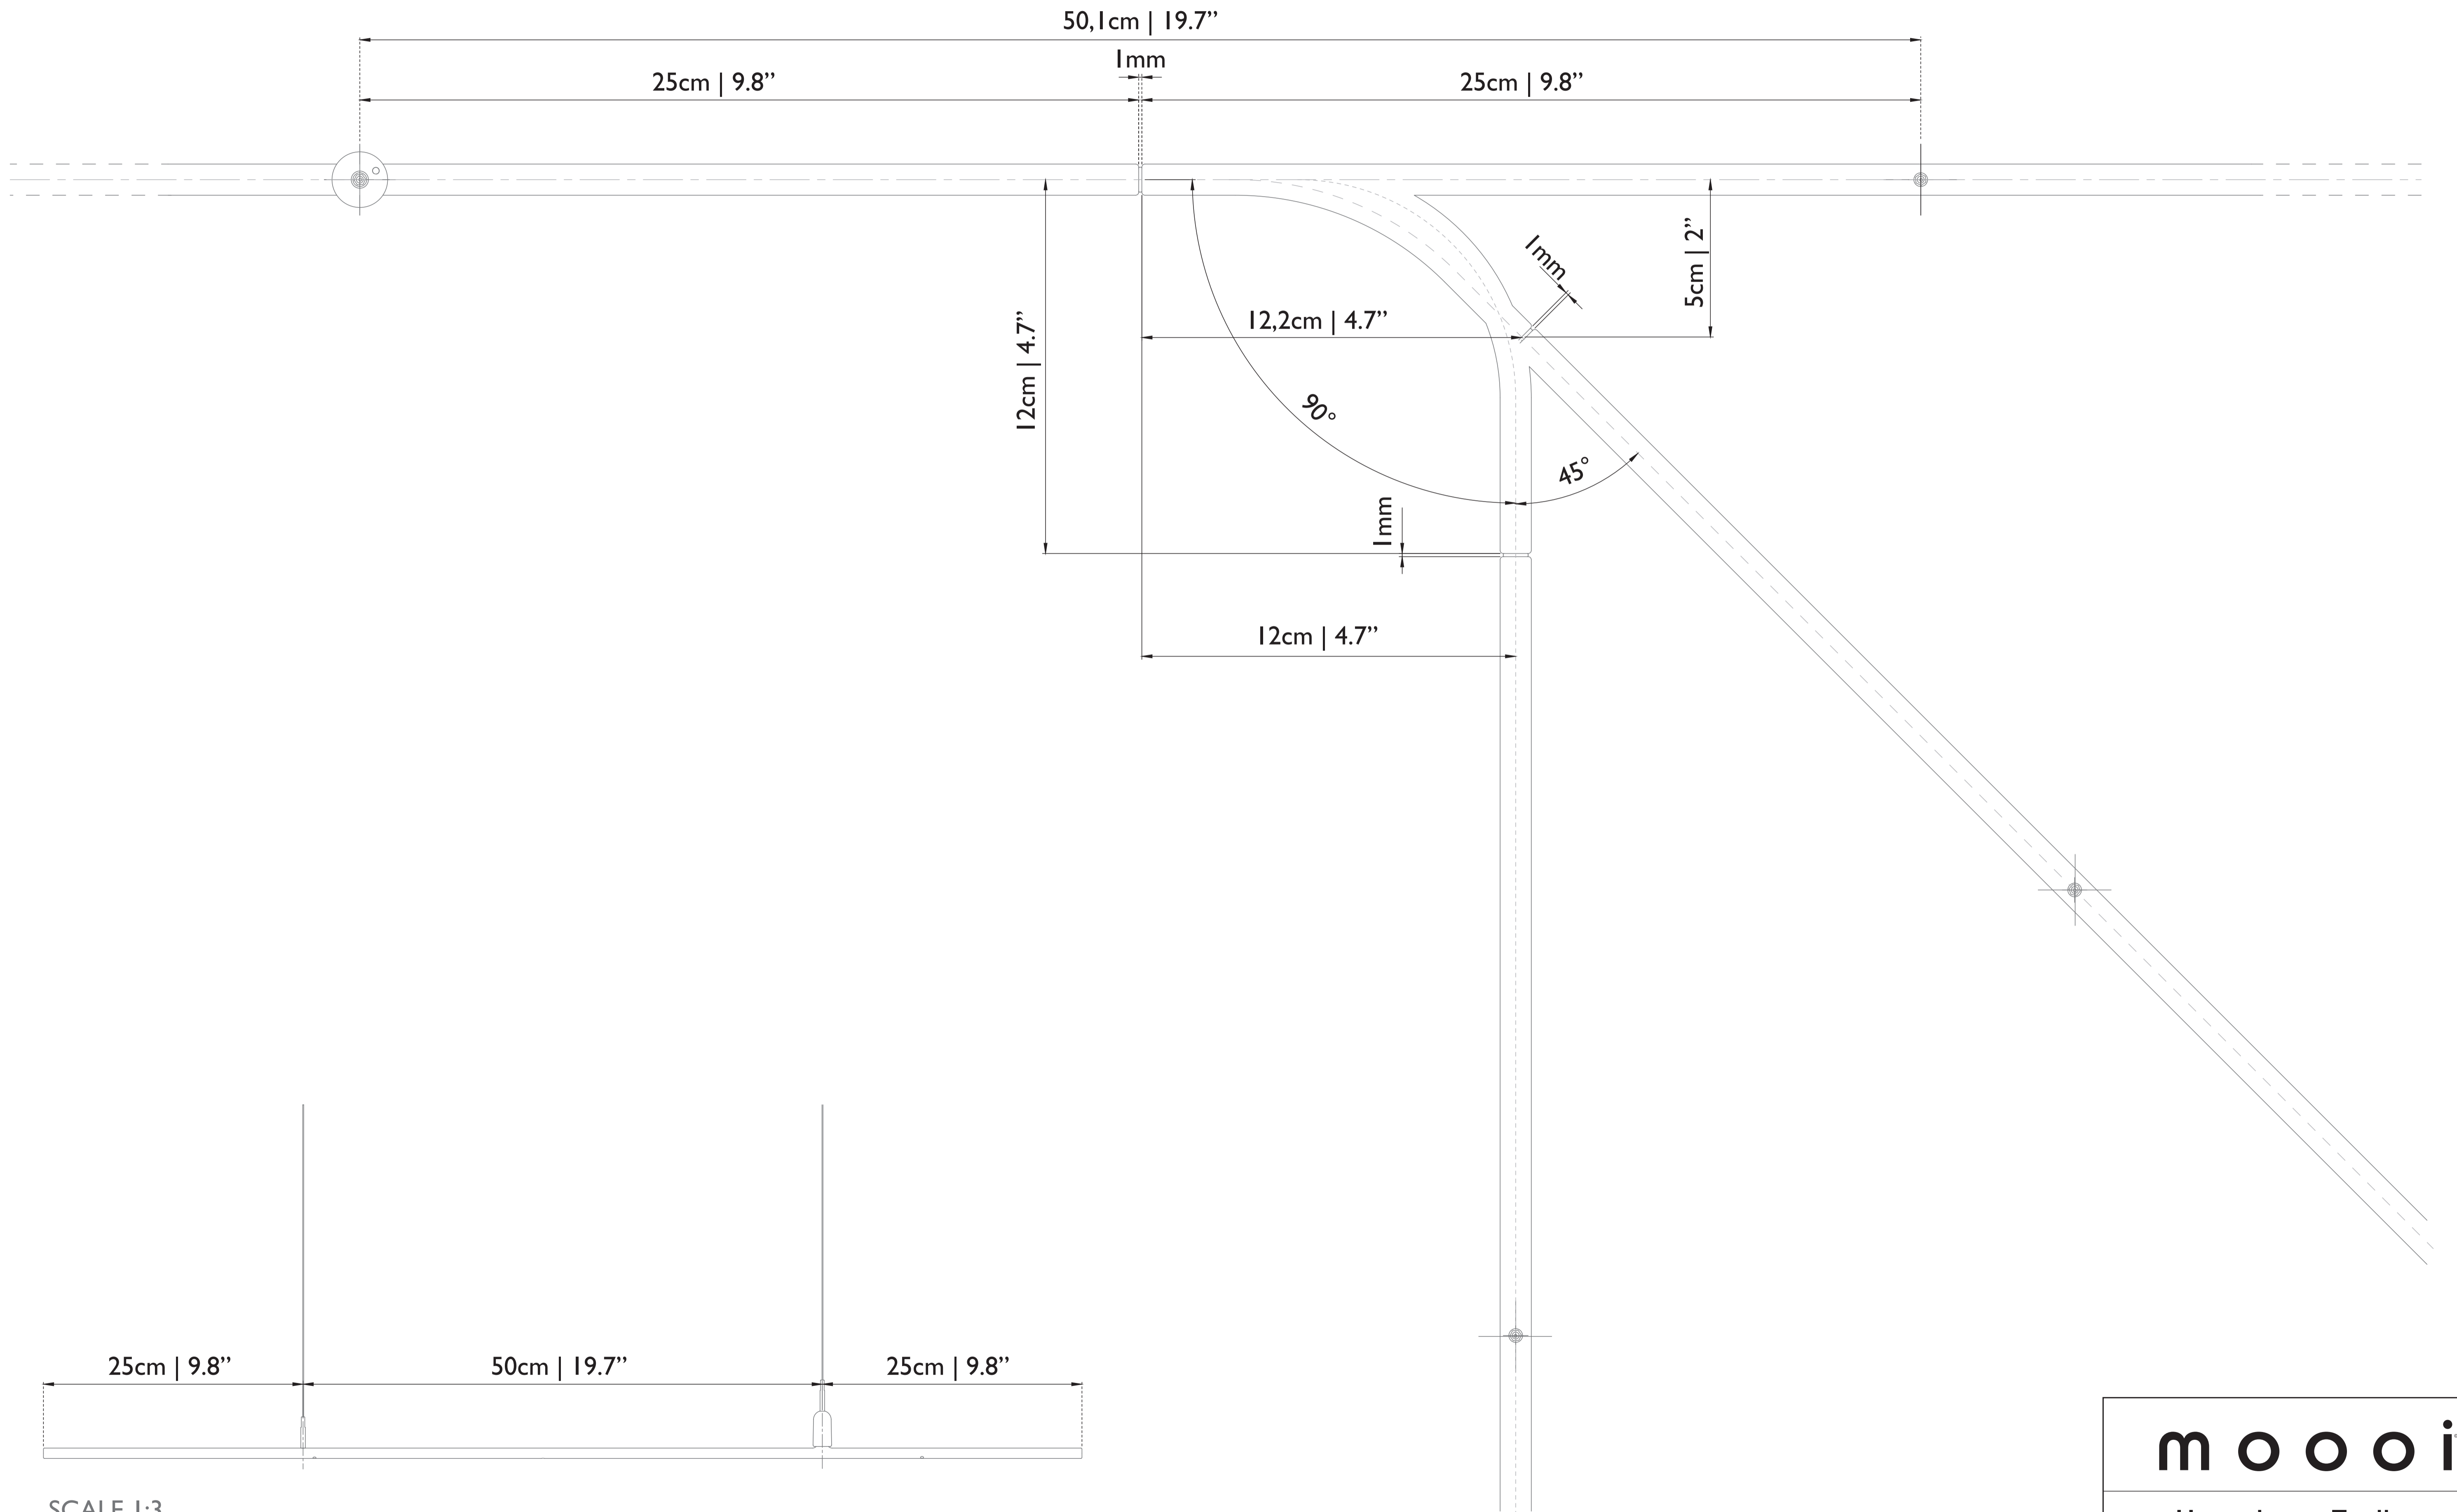 50,1cm | 19.7’’
1mm
25cm | 9.8’’
25cm | 9.8’’
5cm | 2’’
1mm
12,2cm | 4.7’’
12cm | 4.7’’
90°
45°
1mm
12cm | 4.7’’
25cm | 9.8’’
50cm | 19.7’’
25cm | 9.8’’
moooi
SCALE 1:3